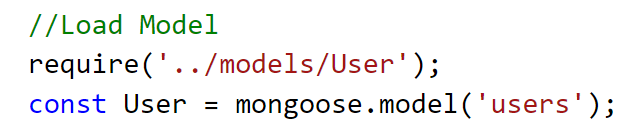 //Load Model
require('../models/User');
const User = mongoose.model('users');